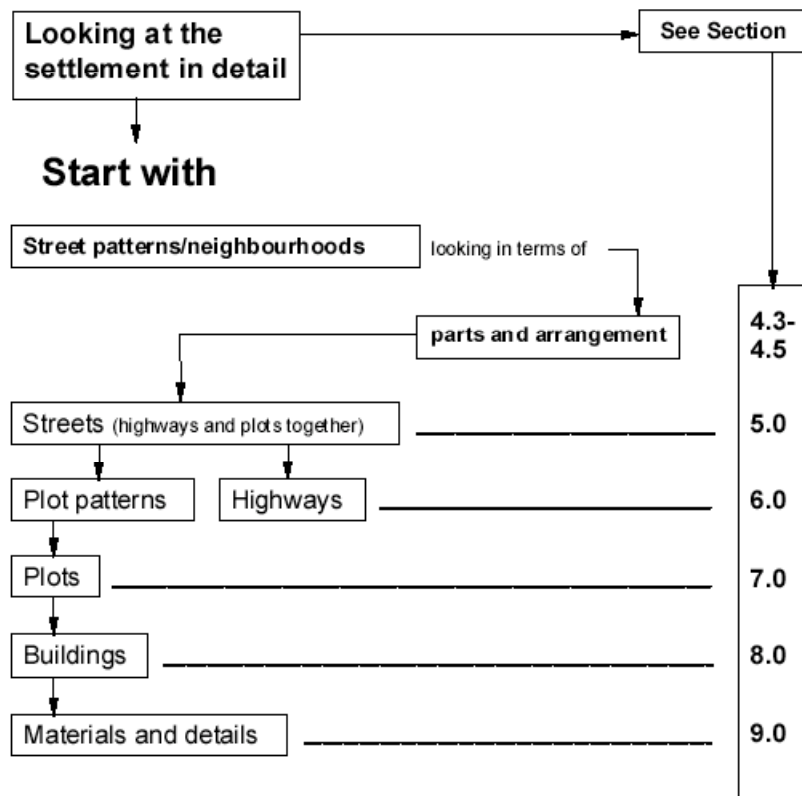 Looking at the
settlement in detail
See Section
Start with
Street patterns/neighbourhoods
looking in terms of
parts and arrangement
4.3-
4.5
Streets (highways and plots together)
5.0
Plot patterns
Highways
6.0
Plots
7.0
Buildings
8.0
Materials and details
9.0